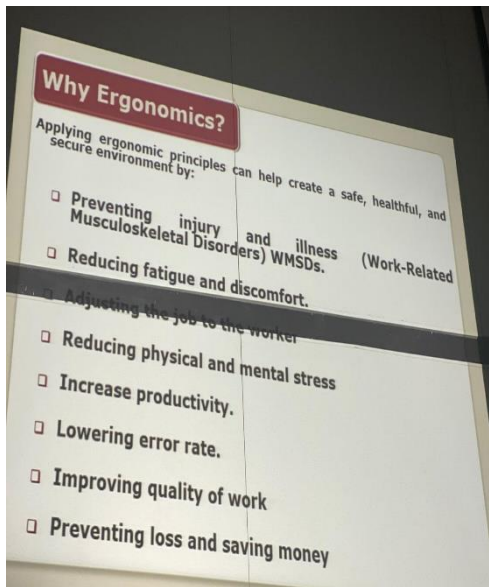 Why Ergonomics?
Applying ergonomic principles can help create a safe, healthful, and
secure environment by:
❑ Preventing injury and illness (Work-Related
Musculoskeletal Disorders) WMSDs.
❑ Reducing fatigue and discomfort.
❑ Adjusting the job to the worker
❑ Reducing physical and mental stress
❑ Increase productivity.
❑ Lowering error rate.
❑ Improving quality of work
❑ Preventing loss and saving money